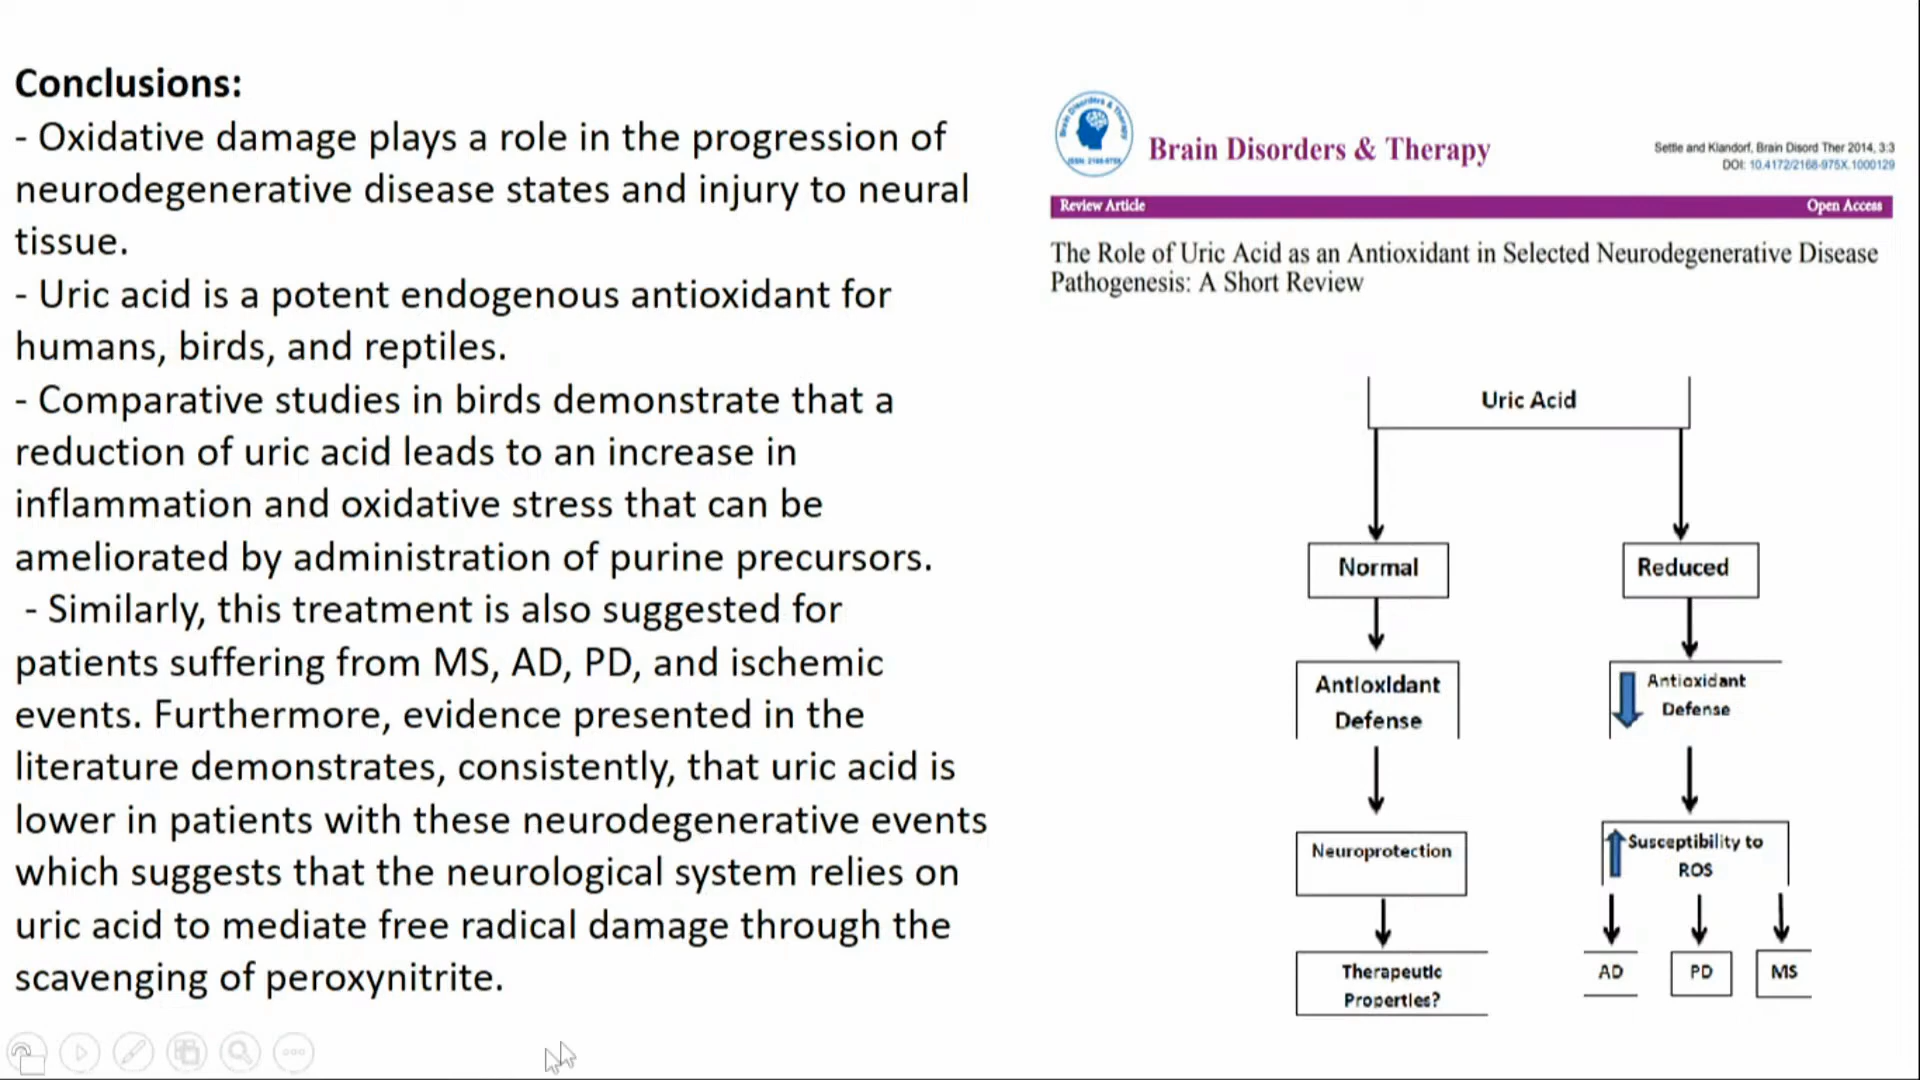 Conclusions:
- Oxidative damage plays a role in the progression of
neurodegenerative disease states and injury to neural
tissue.
- Uric acid is a potent endogenous antioxidant for
humans, birds, and reptiles.
- Comparative studies in birds demonstrate that a
reduction of uric acid leads to an increase in
inflammation and oxidative stress that can be
ameliorated by administration of purine precursors.
- Similarly, this treatment is also suggested for
patients suffering from MS, AD, PD, and ischemic
events. Furthermore, evidence presented in the
literature demonstrates, consistently, that uric acid is
lower in patients with these neurodegenerative events
which suggests that the neurological system relies on
uric acid to mediate free radical damage through the
scavenging of peroxynitrite.
Brain Disorders & Therapy
ISSN: 2168-975X
Brain Disorders & Therapy
Settle and Klandorf, Brain Disord Ther 2014, 3:3
DOI: 10.4172/2168-975X.1000129
Review Article
Open Access
The Role of Uric Acid as an Antioxidant in Selected Neurodegenerative Disease
Pathogenesis: A Short Review
Uric Acid
Normal
Reduced
Antioxidant
Defense
Antioxidant
Defense
Neuroprotection
Susceptibility to
ROS
Therapeutic
Properties?
AD
PD
MS